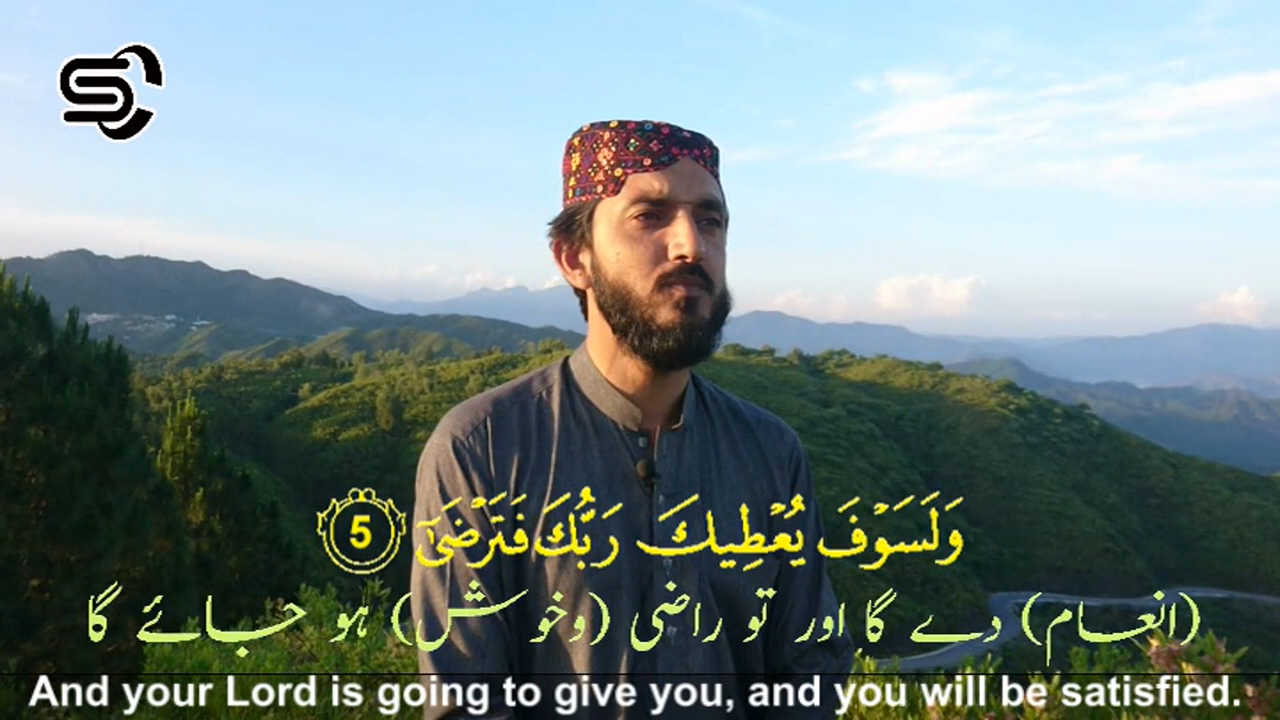 SC
وَلَسَوْفَ يُعْطِيكَ رَبُّكَ فَتَرْضَىٰٓ 5
(انعام) دے گا اور تو راضی (وخوش) ہو جائے گا
And your Lord is going to give you, and you will be satisfied.